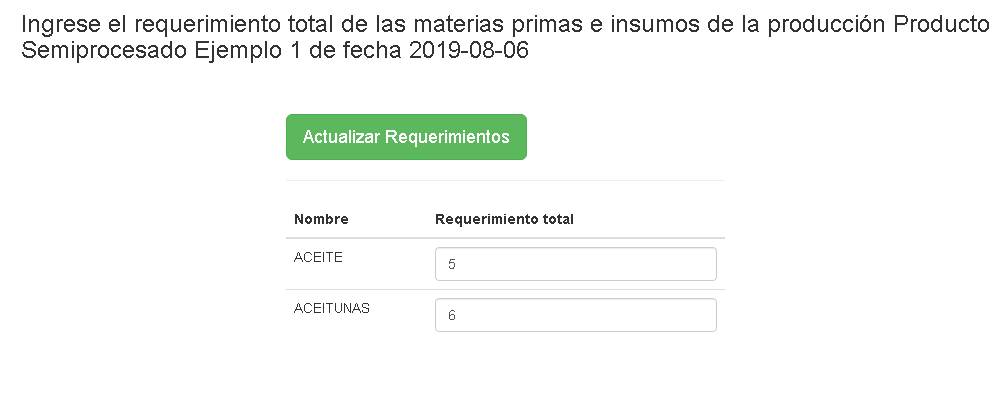 Ingrese el requerimiento total de las materias primas e insumos de la producción Producto
Semiprocesado Ejemplo 1 de fecha 2019-08-06
Actualizar Requerimientos
Nombre Requerimiento total
ACEITE 5
ACEITUNAS 6